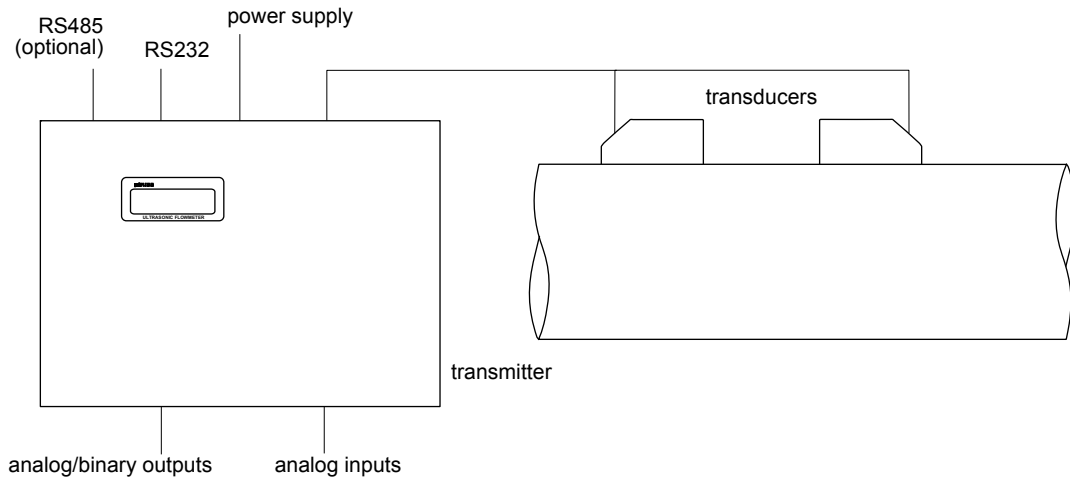 power supply
RS485
(optional)
RS232
transducers
ULTRASONIC FLOWMETER
transmitter
analog/binary outputs
analog inputs